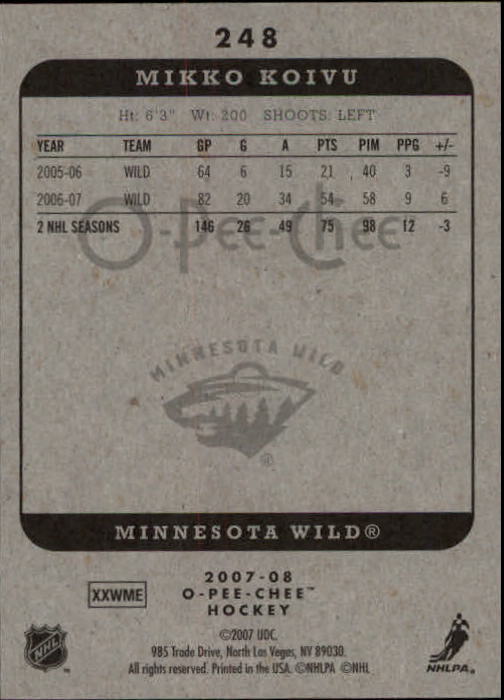 248
MIKKO KOIVU
Ht: 6'3" Wt: 200 SHOOTS: LEFT
YEAR TEAM GP G A PTS PIM PPG +/-
2005-06 WILD 64 6 15 21 40 3 -9
2006-07 WILD 82 20 34 54 58 9 6
2 NHL SEASONS 146 26 49 75 98 12 -3
O-Pee-Chee
MINNESOTA WILD
®
MINNESOTA WILD®
2007-08
XXWME O-PEE-CHEE™
HOCKEY
©2007 UDC.
985 Trade Drive, North Las Vegas, NV 89030.
All rights reserved. Printed in the USA. ©NHLPA ©NHL
NHL
™
NHLPA®